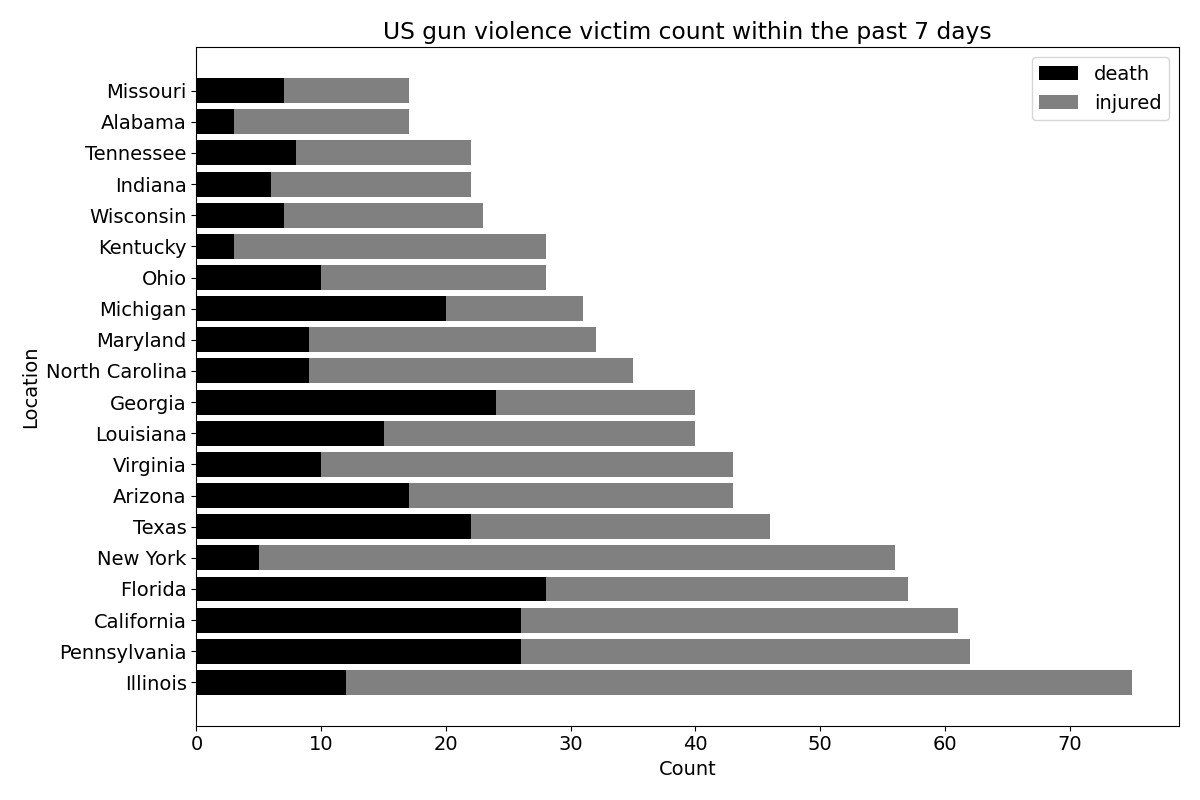 US gun violence victim count within the past 7 days
death
injured
Missouri
Alabama
Tennessee
Indiana
Wisconsin
Kentucky
Ohio
Michigan
Maryland
North Carolina
Georgia
Louisiana
Virginia
Arizona
Texas
New York
Florida
California
Pennsylvania
Illinois
Location
0 10 20 30 40 50 60 70
Count